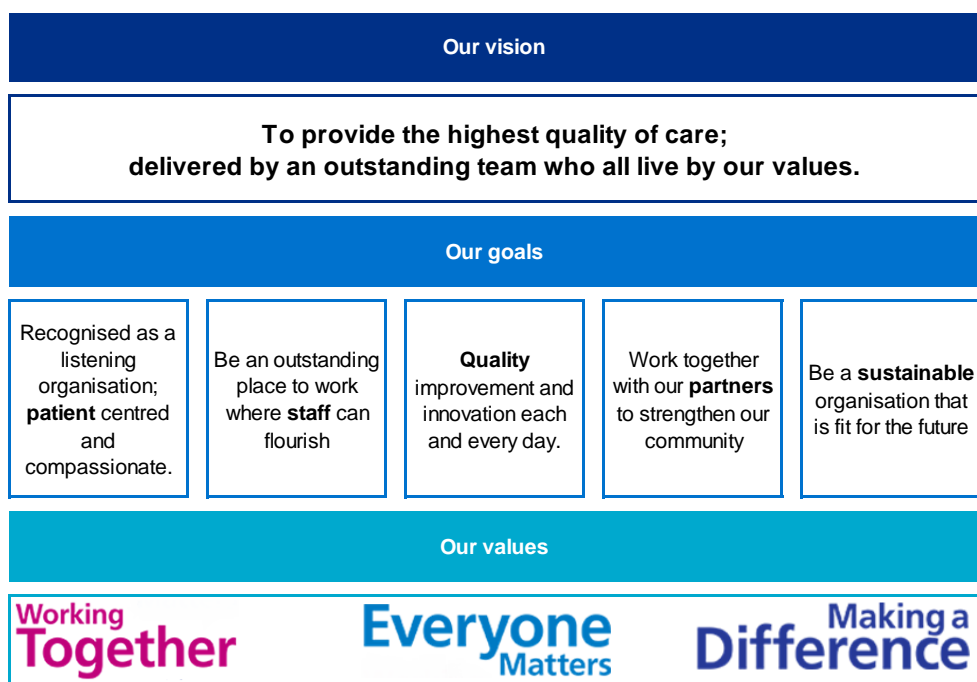 Our vision
To provide the highest quality of care;
delivered by an outstanding team who all live by our values.
Our goals
Recognised as a
listening
organisation;
patient centred
and
compassionate.
Be an outstanding
place to work
where staff can
flourish
Quality
improvement and
innovation each
and every day.
Work together
with our partners
to strengthen our
community
Be a sustainable
organisation that
is fit for the future
Our values
Working
Together
Everyone
Matters
Making a
Difference